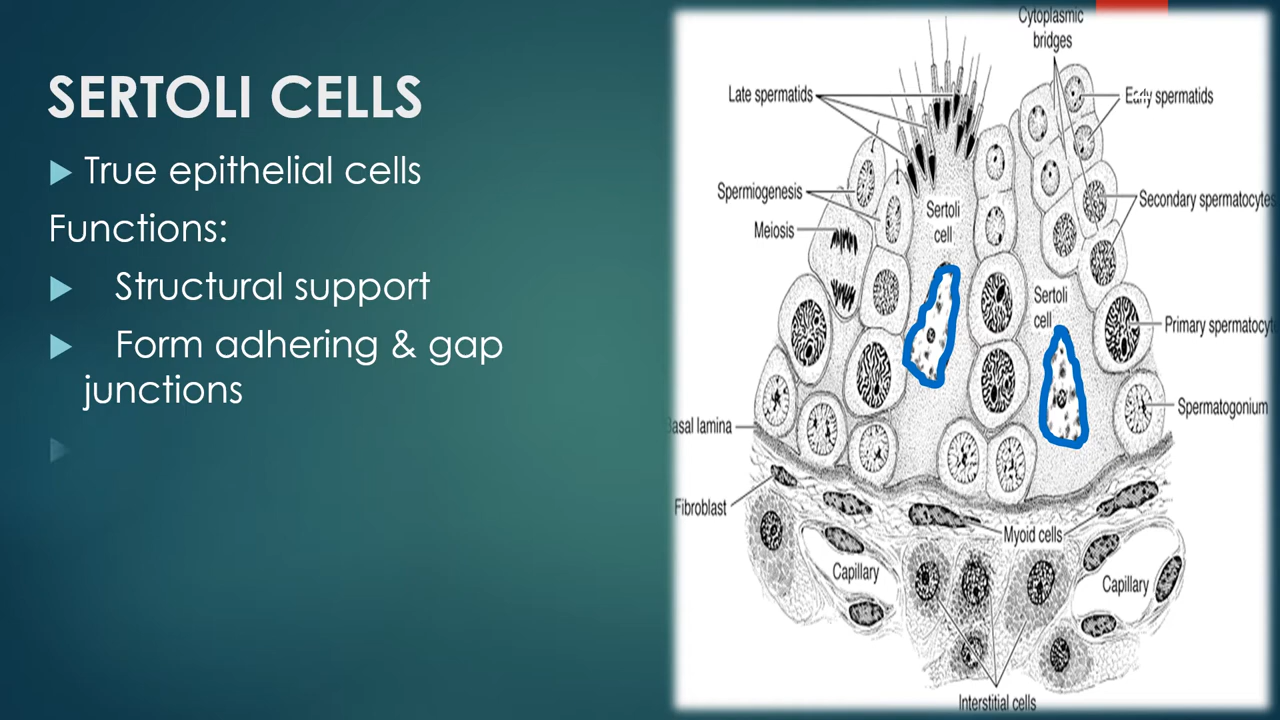 SERTOLI CELLS
True epithelial cells
Functions:
Structural support
Form adhering & gap
junctions
Cytoplasmic
bridges
Late spermatids
Early spermatids
Spermiogenesis
Secondary spermatocytes
Meiosis
Sertoli
cell
Sertoli
cell
Primary spermatocyt
Spermatogonium
Basal lamina
Fibroblast
Myoid cells
Capillary
Capillary
Interstitial cells